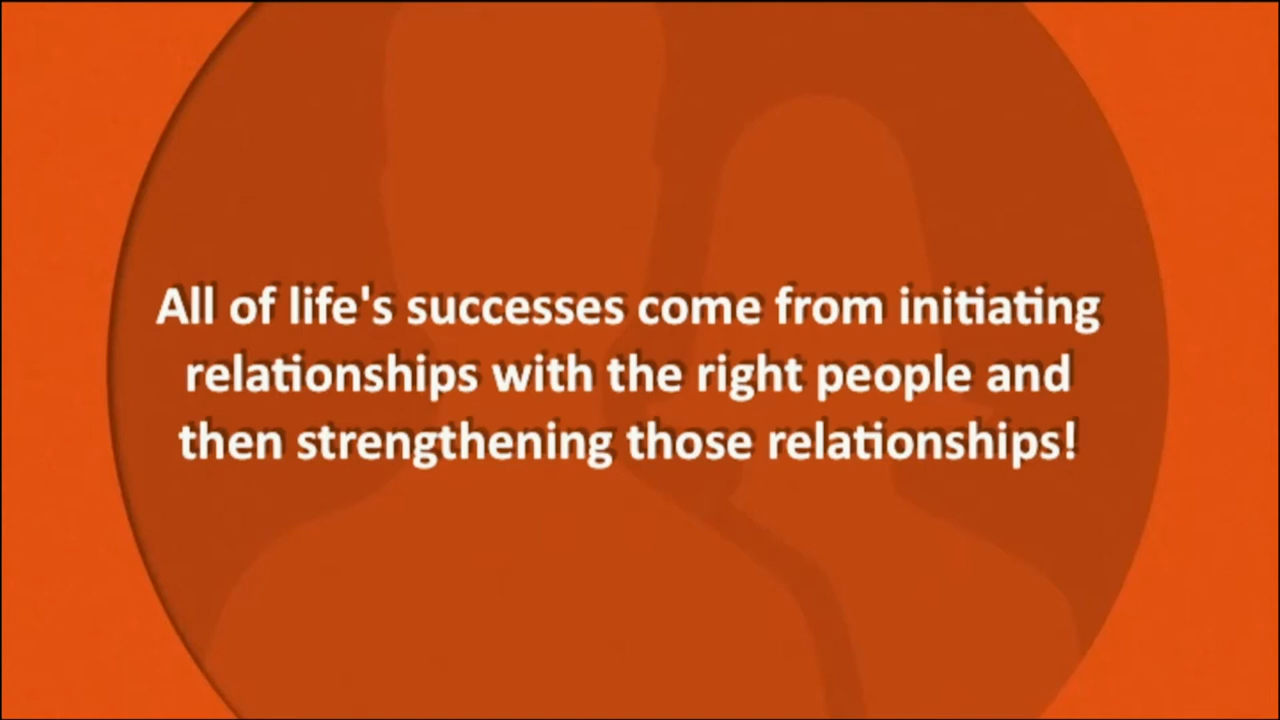 All of life's successes come from initiating
relationships with the right people and
then strengthening those relationships!